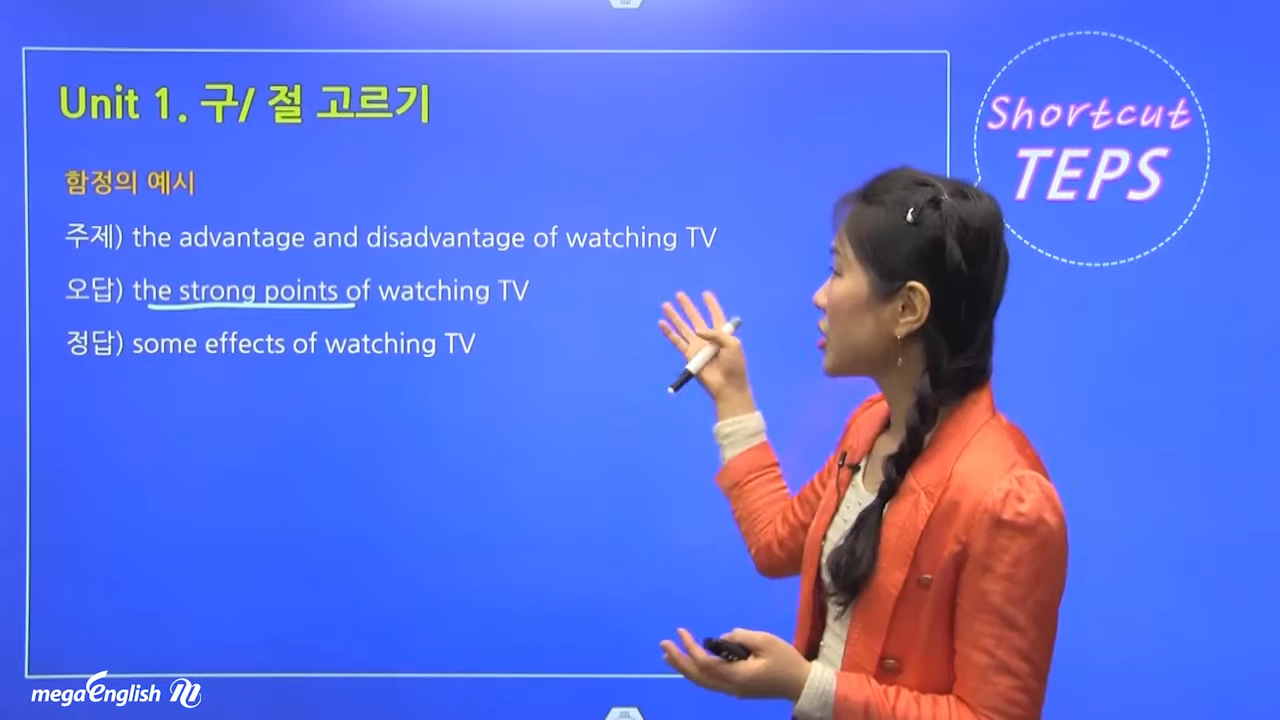 Unit 1. 구/ 절 고르기
Shortcut
TEPS
함정의 예시
주제) the advantage and disadvantage of watching TV
오답) the strong points of watching TV
정답) some effects of watching TV
megaEnglish m